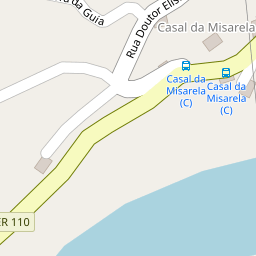 da Guia
Rua Doutor Elis
Casal da Misarela
Casal da
Misarela
(C)
Casal da
Misarela
(C)
ER 110